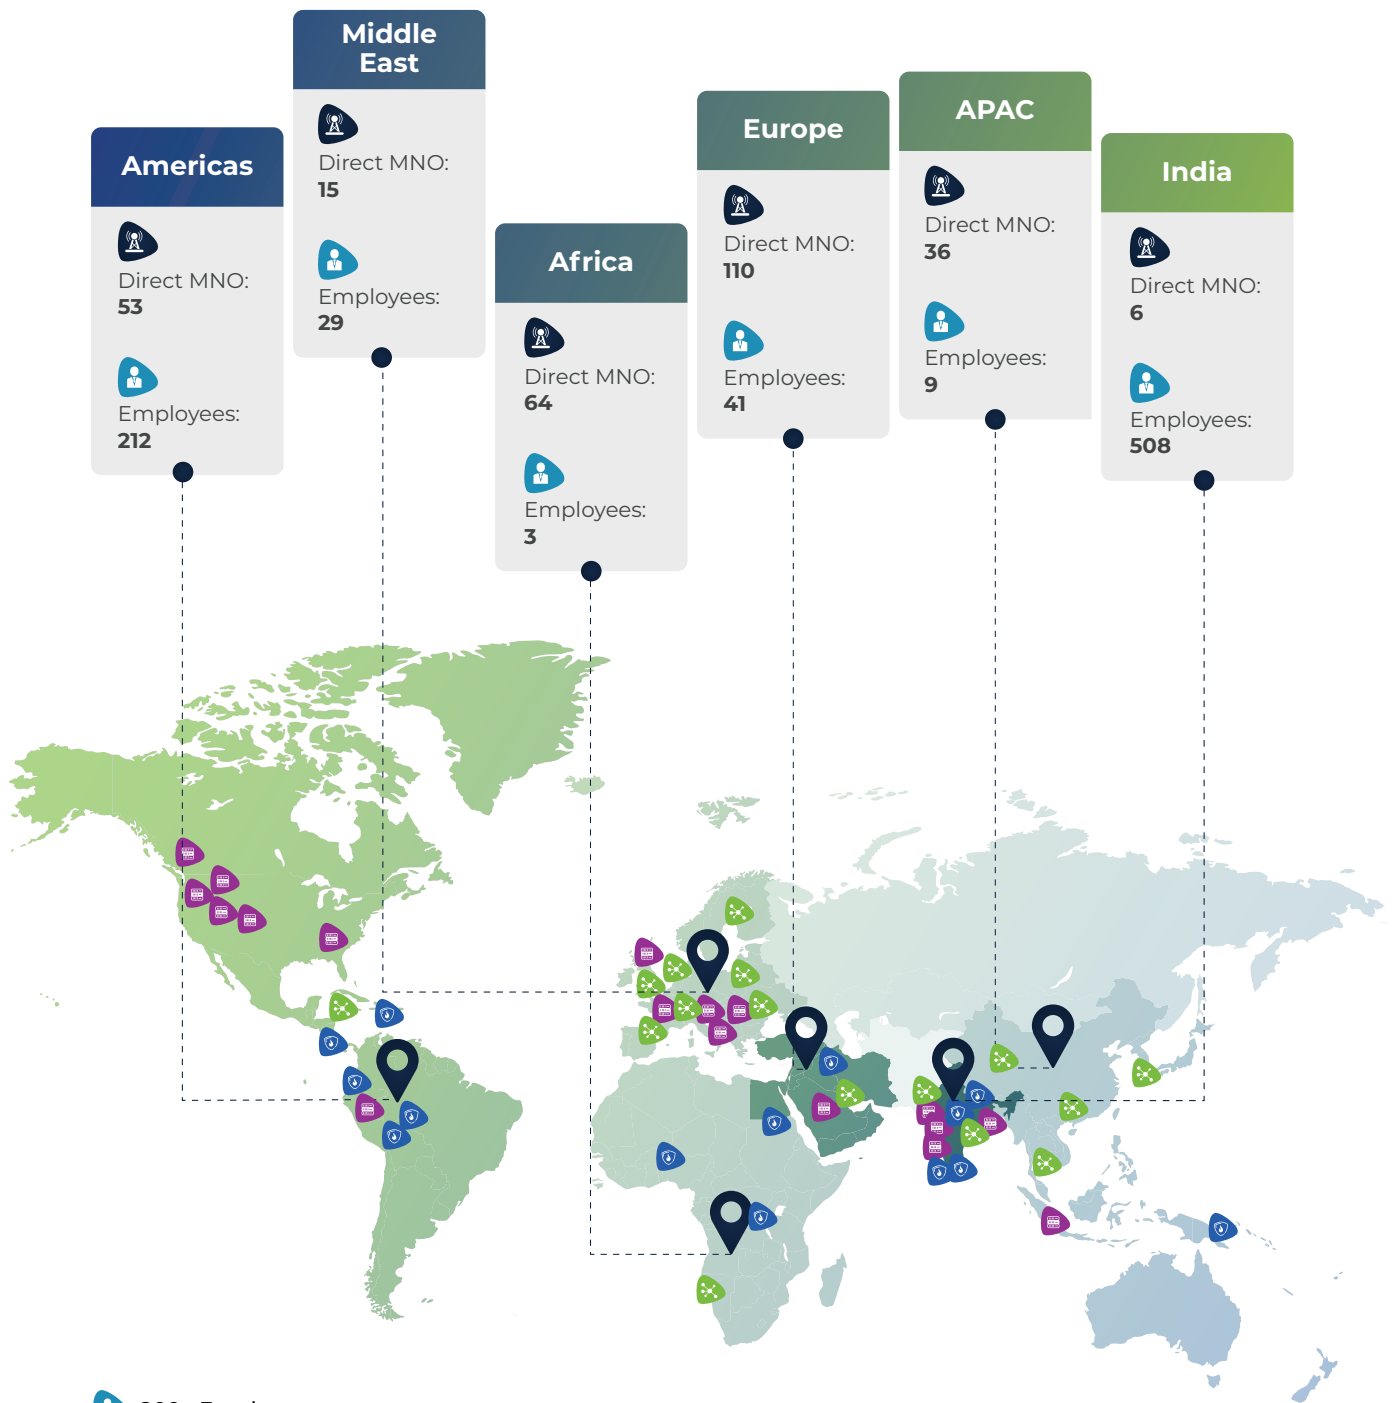 Americas
Direct MNO:
53
Employees:
212
Middle
East
Direct MNO:
15
Employees:
29
Africa
Direct MNO:
64
Employees:
3
Europe
Direct MNO:
110
Employees:
41
APAC
Direct MNO:
36
Employees:
9
India
Direct MNO:
6
Employees:
508